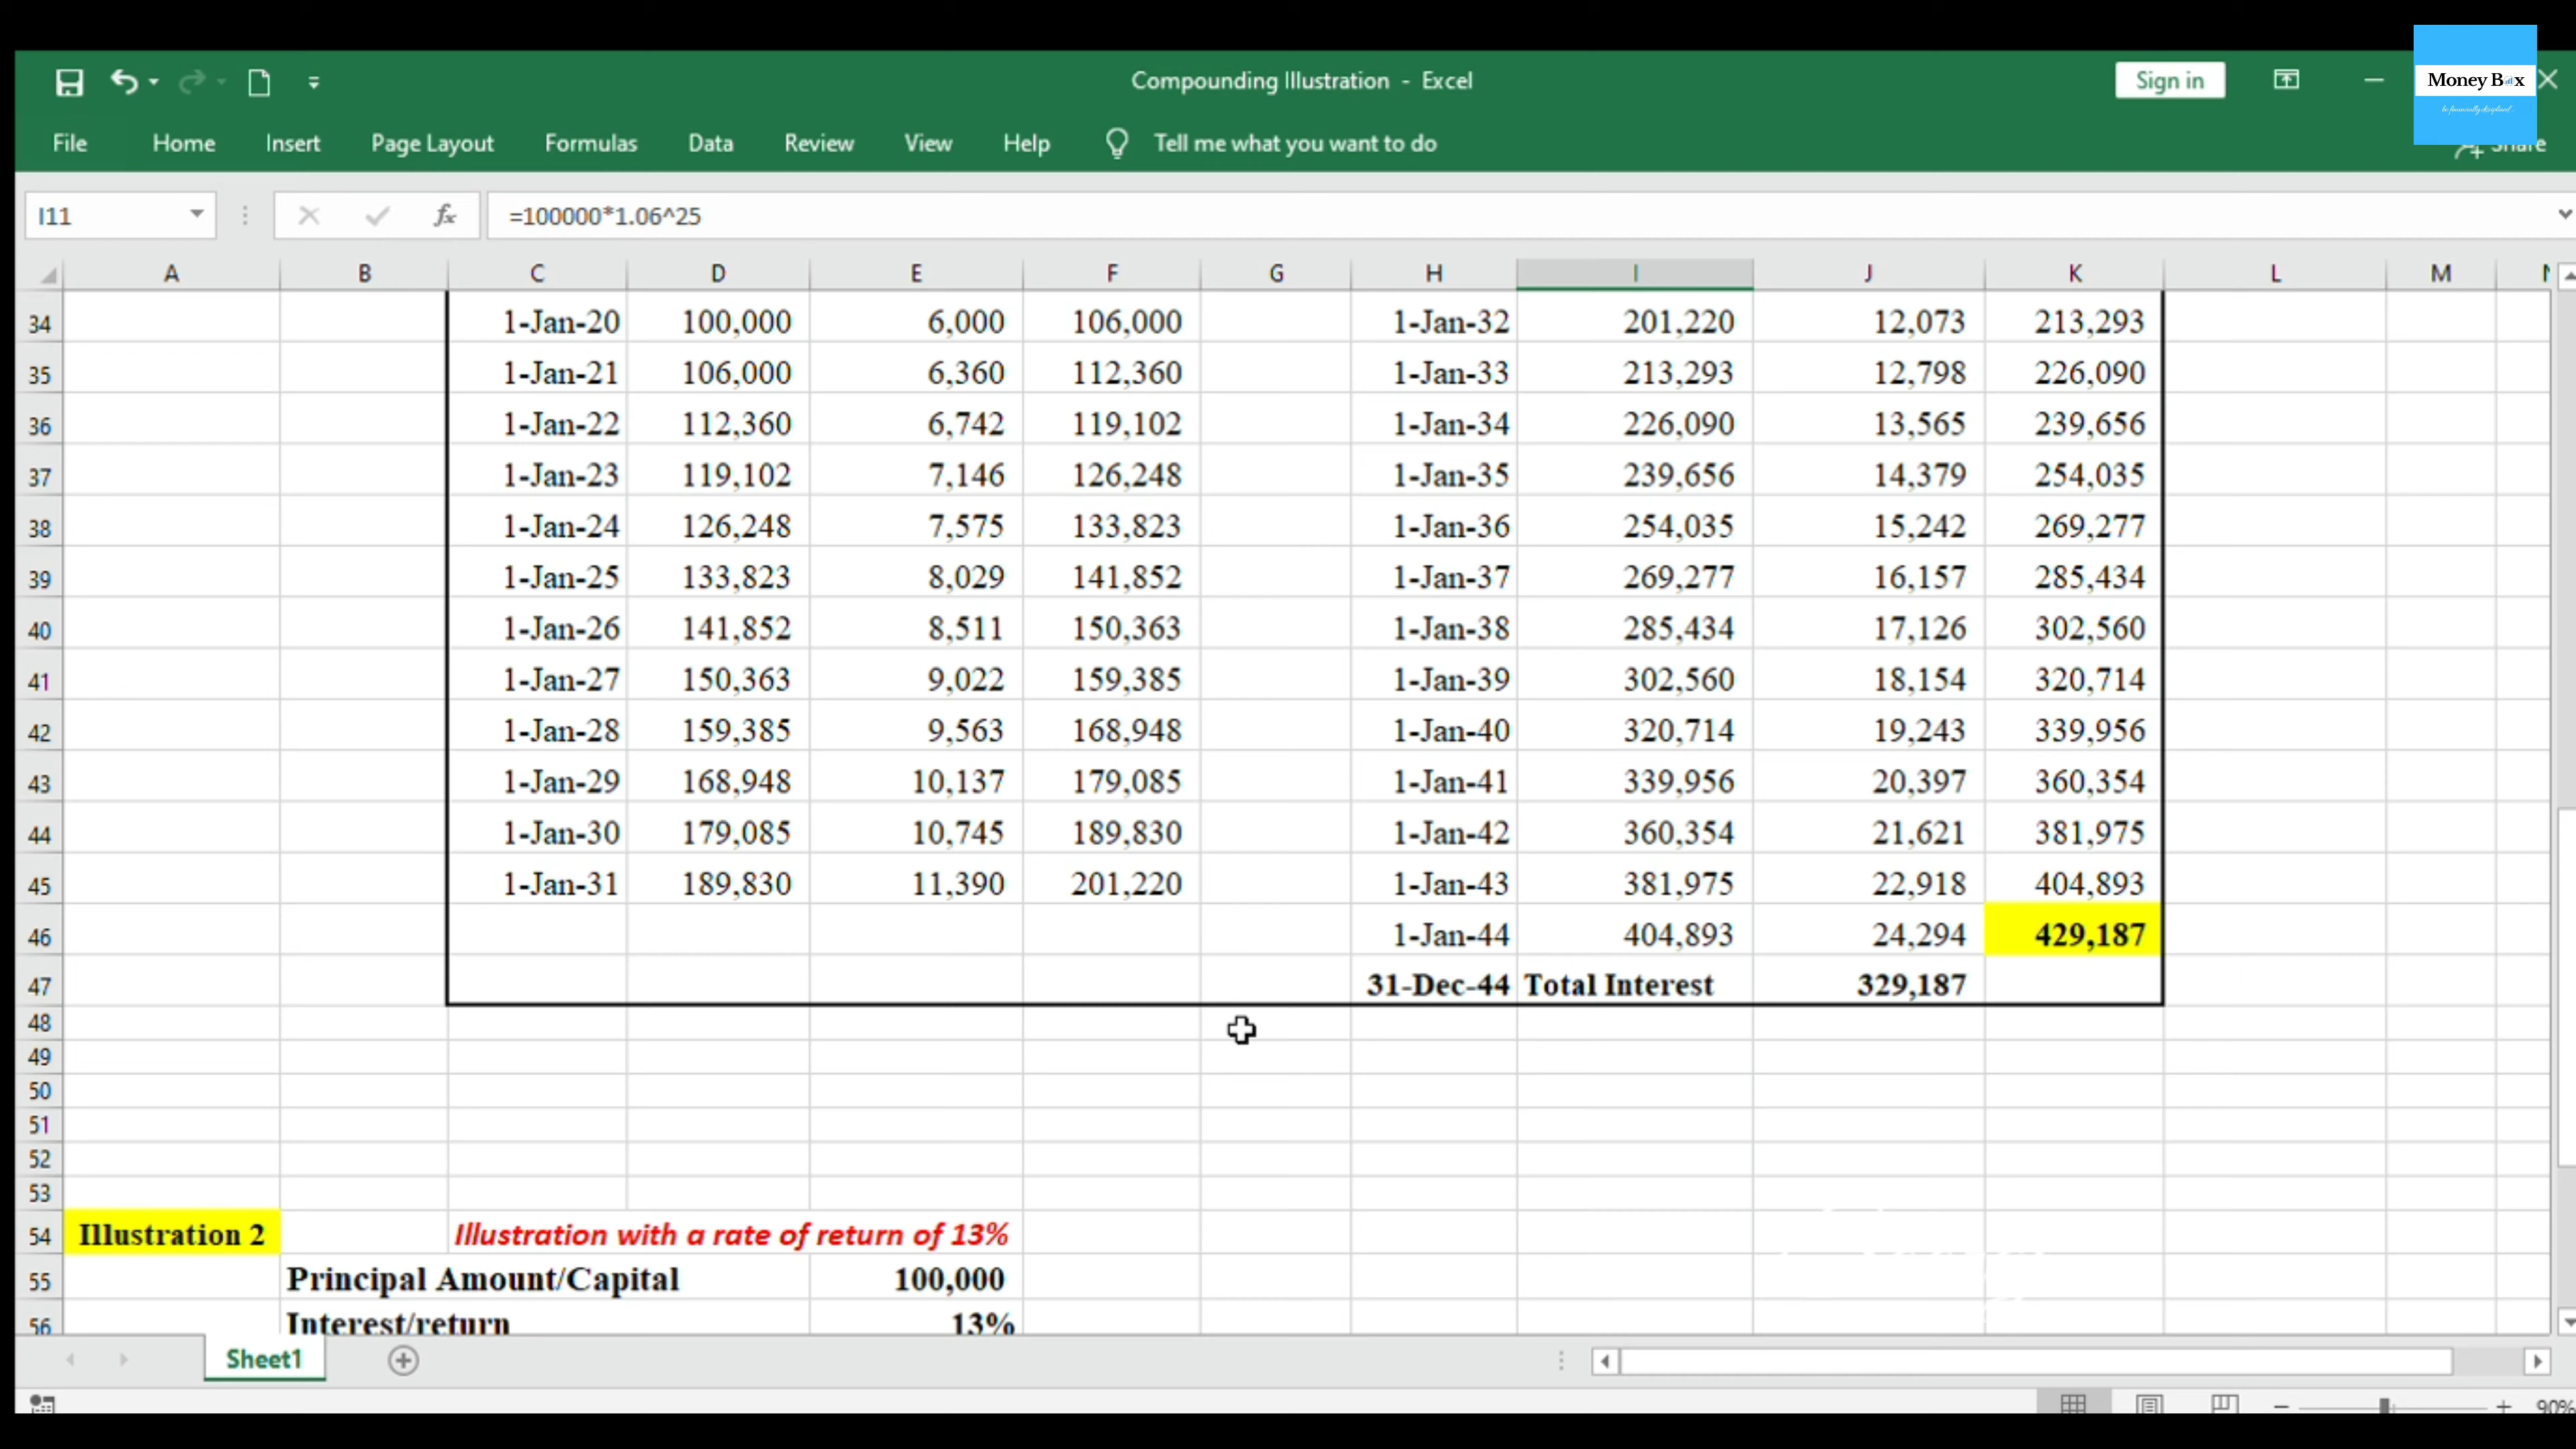 Compounding Illustration - Excel
Sign in
Money Box
File Home Insert Page Layout Formulas Data Review View Help Tell me what you want to do Share
I11 fx =100000*1.06^25
A B C D E F G H I J K L M
34 1-Jan-20 100,000 6,000 106,000 1-Jan-32 201,220 12,073 213,293
35 1-Jan-21 106,000 6,360 112,360 1-Jan-33 213,293 12,798 226,090
36 1-Jan-22 112,360 6,742 119,102 1-Jan-34 226,090 13,565 239,656
37 1-Jan-23 119,102 7,146 126,248 1-Jan-35 239,656 14,379 254,035
38 1-Jan-24 126,248 7,575 133,823 1-Jan-36 254,035 15,242 269,277
39 1-Jan-25 133,823 8,029 141,852 1-Jan-37 269,277 16,157 285,434
40 1-Jan-26 141,852 8,511 150,363 1-Jan-38 285,434 17,126 302,560
41 1-Jan-27 150,363 9,022 159,385 1-Jan-39 302,560 18,154 320,714
42 1-Jan-28 159,385 9,563 168,948 1-Jan-40 320,714 19,243 339,956
43 1-Jan-29 168,948 10,137 179,085 1-Jan-41 339,956 20,397 360,354
44 1-Jan-30 179,085 10,745 189,830 1-Jan-42 360,354 21,621 381,975
45 1-Jan-31 189,830 11,390 201,220 1-Jan-43 381,975 22,918 404,893
46 1-Jan-44 404,893 24,294 429,187
47 31-Dec-44 Total Interest 329,187
48
49
50
51
52
53
54 Illustration 2 Illustration with a rate of return of 13%
55 Principal Amount/Capital 100,000
56 Interest/return 13%
Sheet1
90%